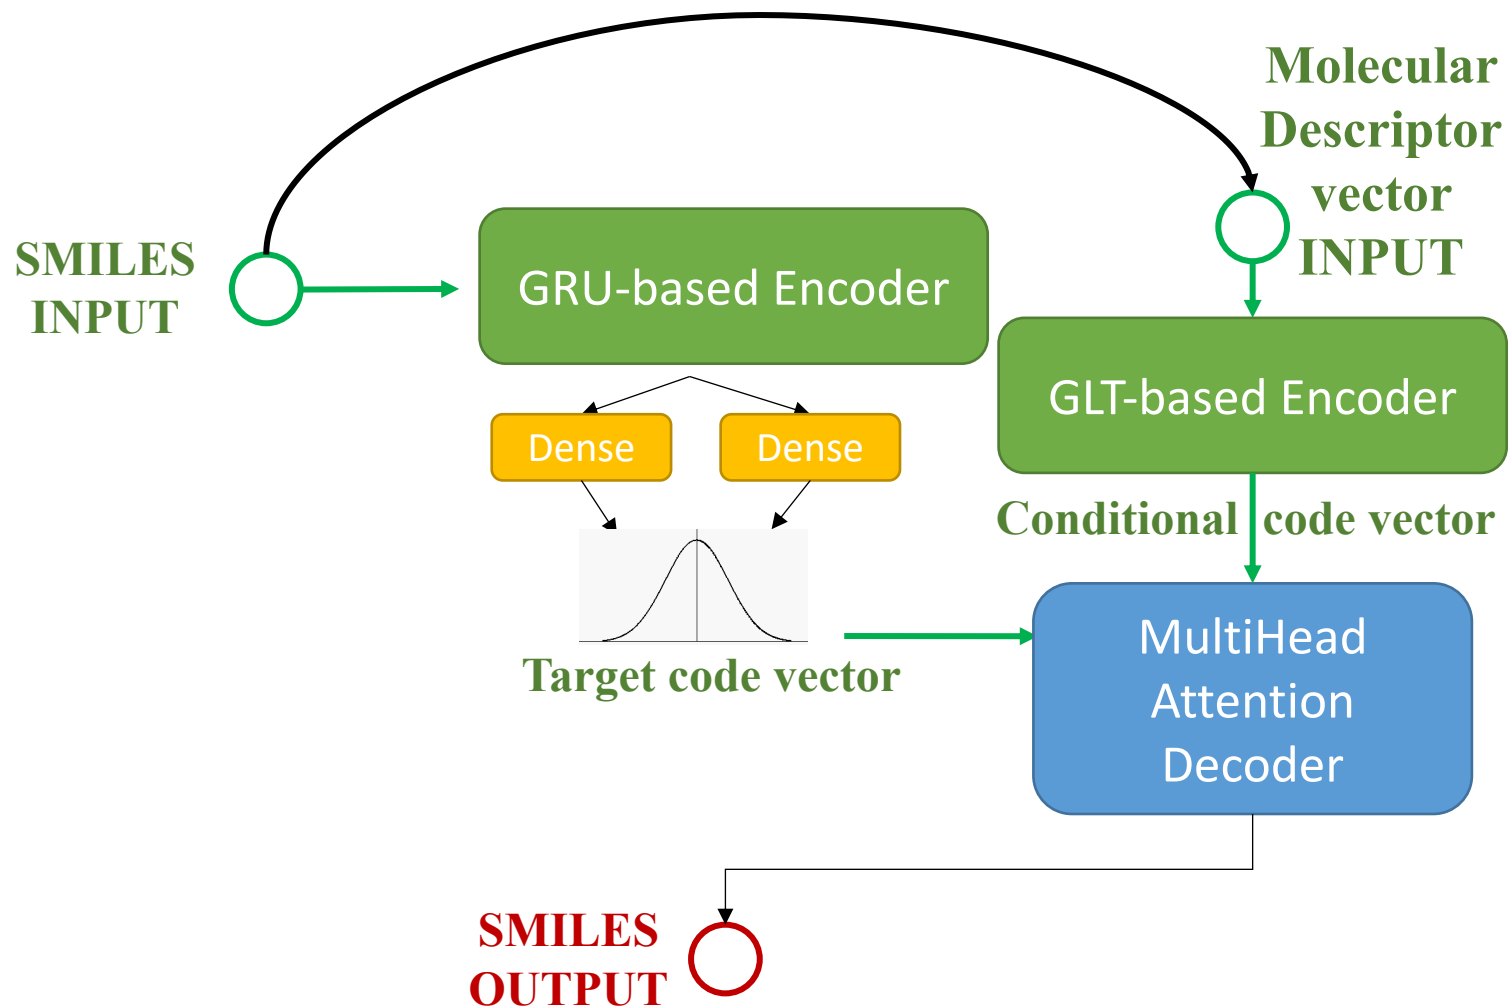 Molecular
Descriptor
vector
INPUT
SMILES
INPUT
GRU-based Encoder
GLT-based Encoder
Dense
Dense
Conditional code vector
Target code vector
MultiHead
Attention
Decoder
SMILES
OUTPUT